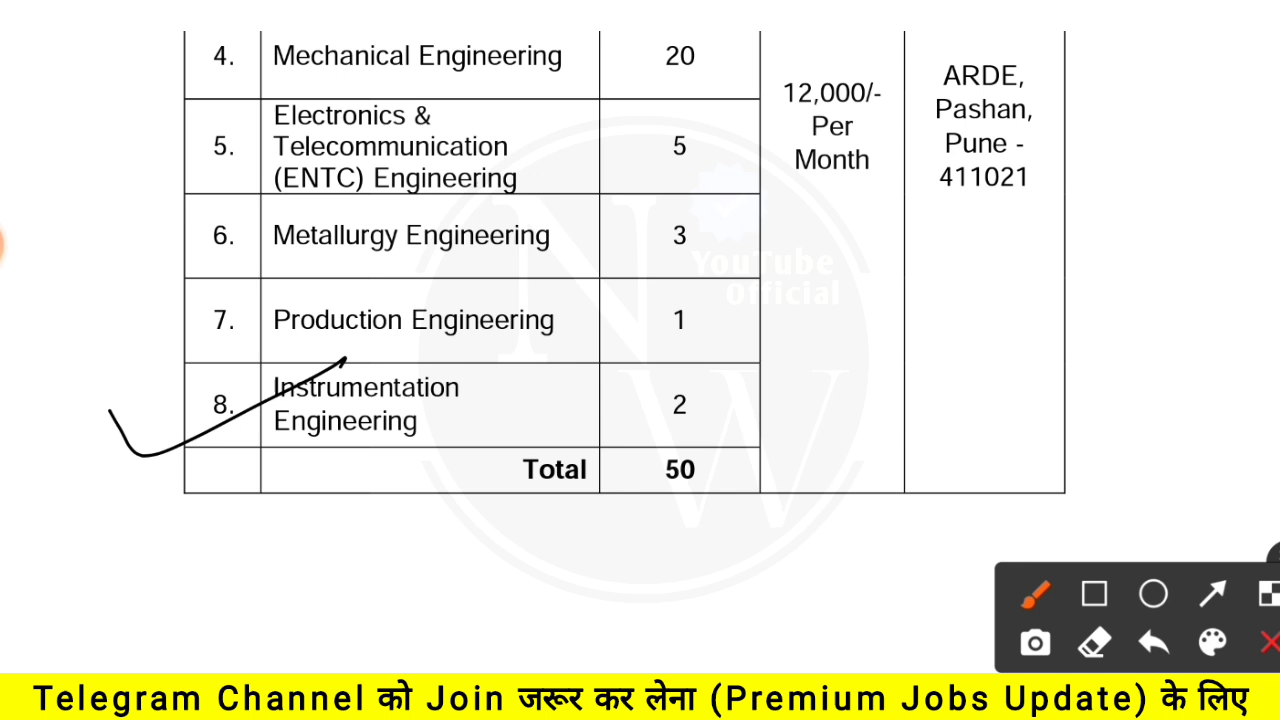 4. Mechanical Engineering 20
12,000/-
Per
Month
ARDE,
Pashan,
Pune -
411021
5. Electronics &
Telecommunication
(ENTC) Engineering 5
6. Metallurgy Engineering 3
YouTube
Official
7. Production Engineering 1
8. Instrumentation
Engineering 2
Total 50
NW
Telegram Channel को Join जरूर कर लेना (Premium Jobs Update) के लिए